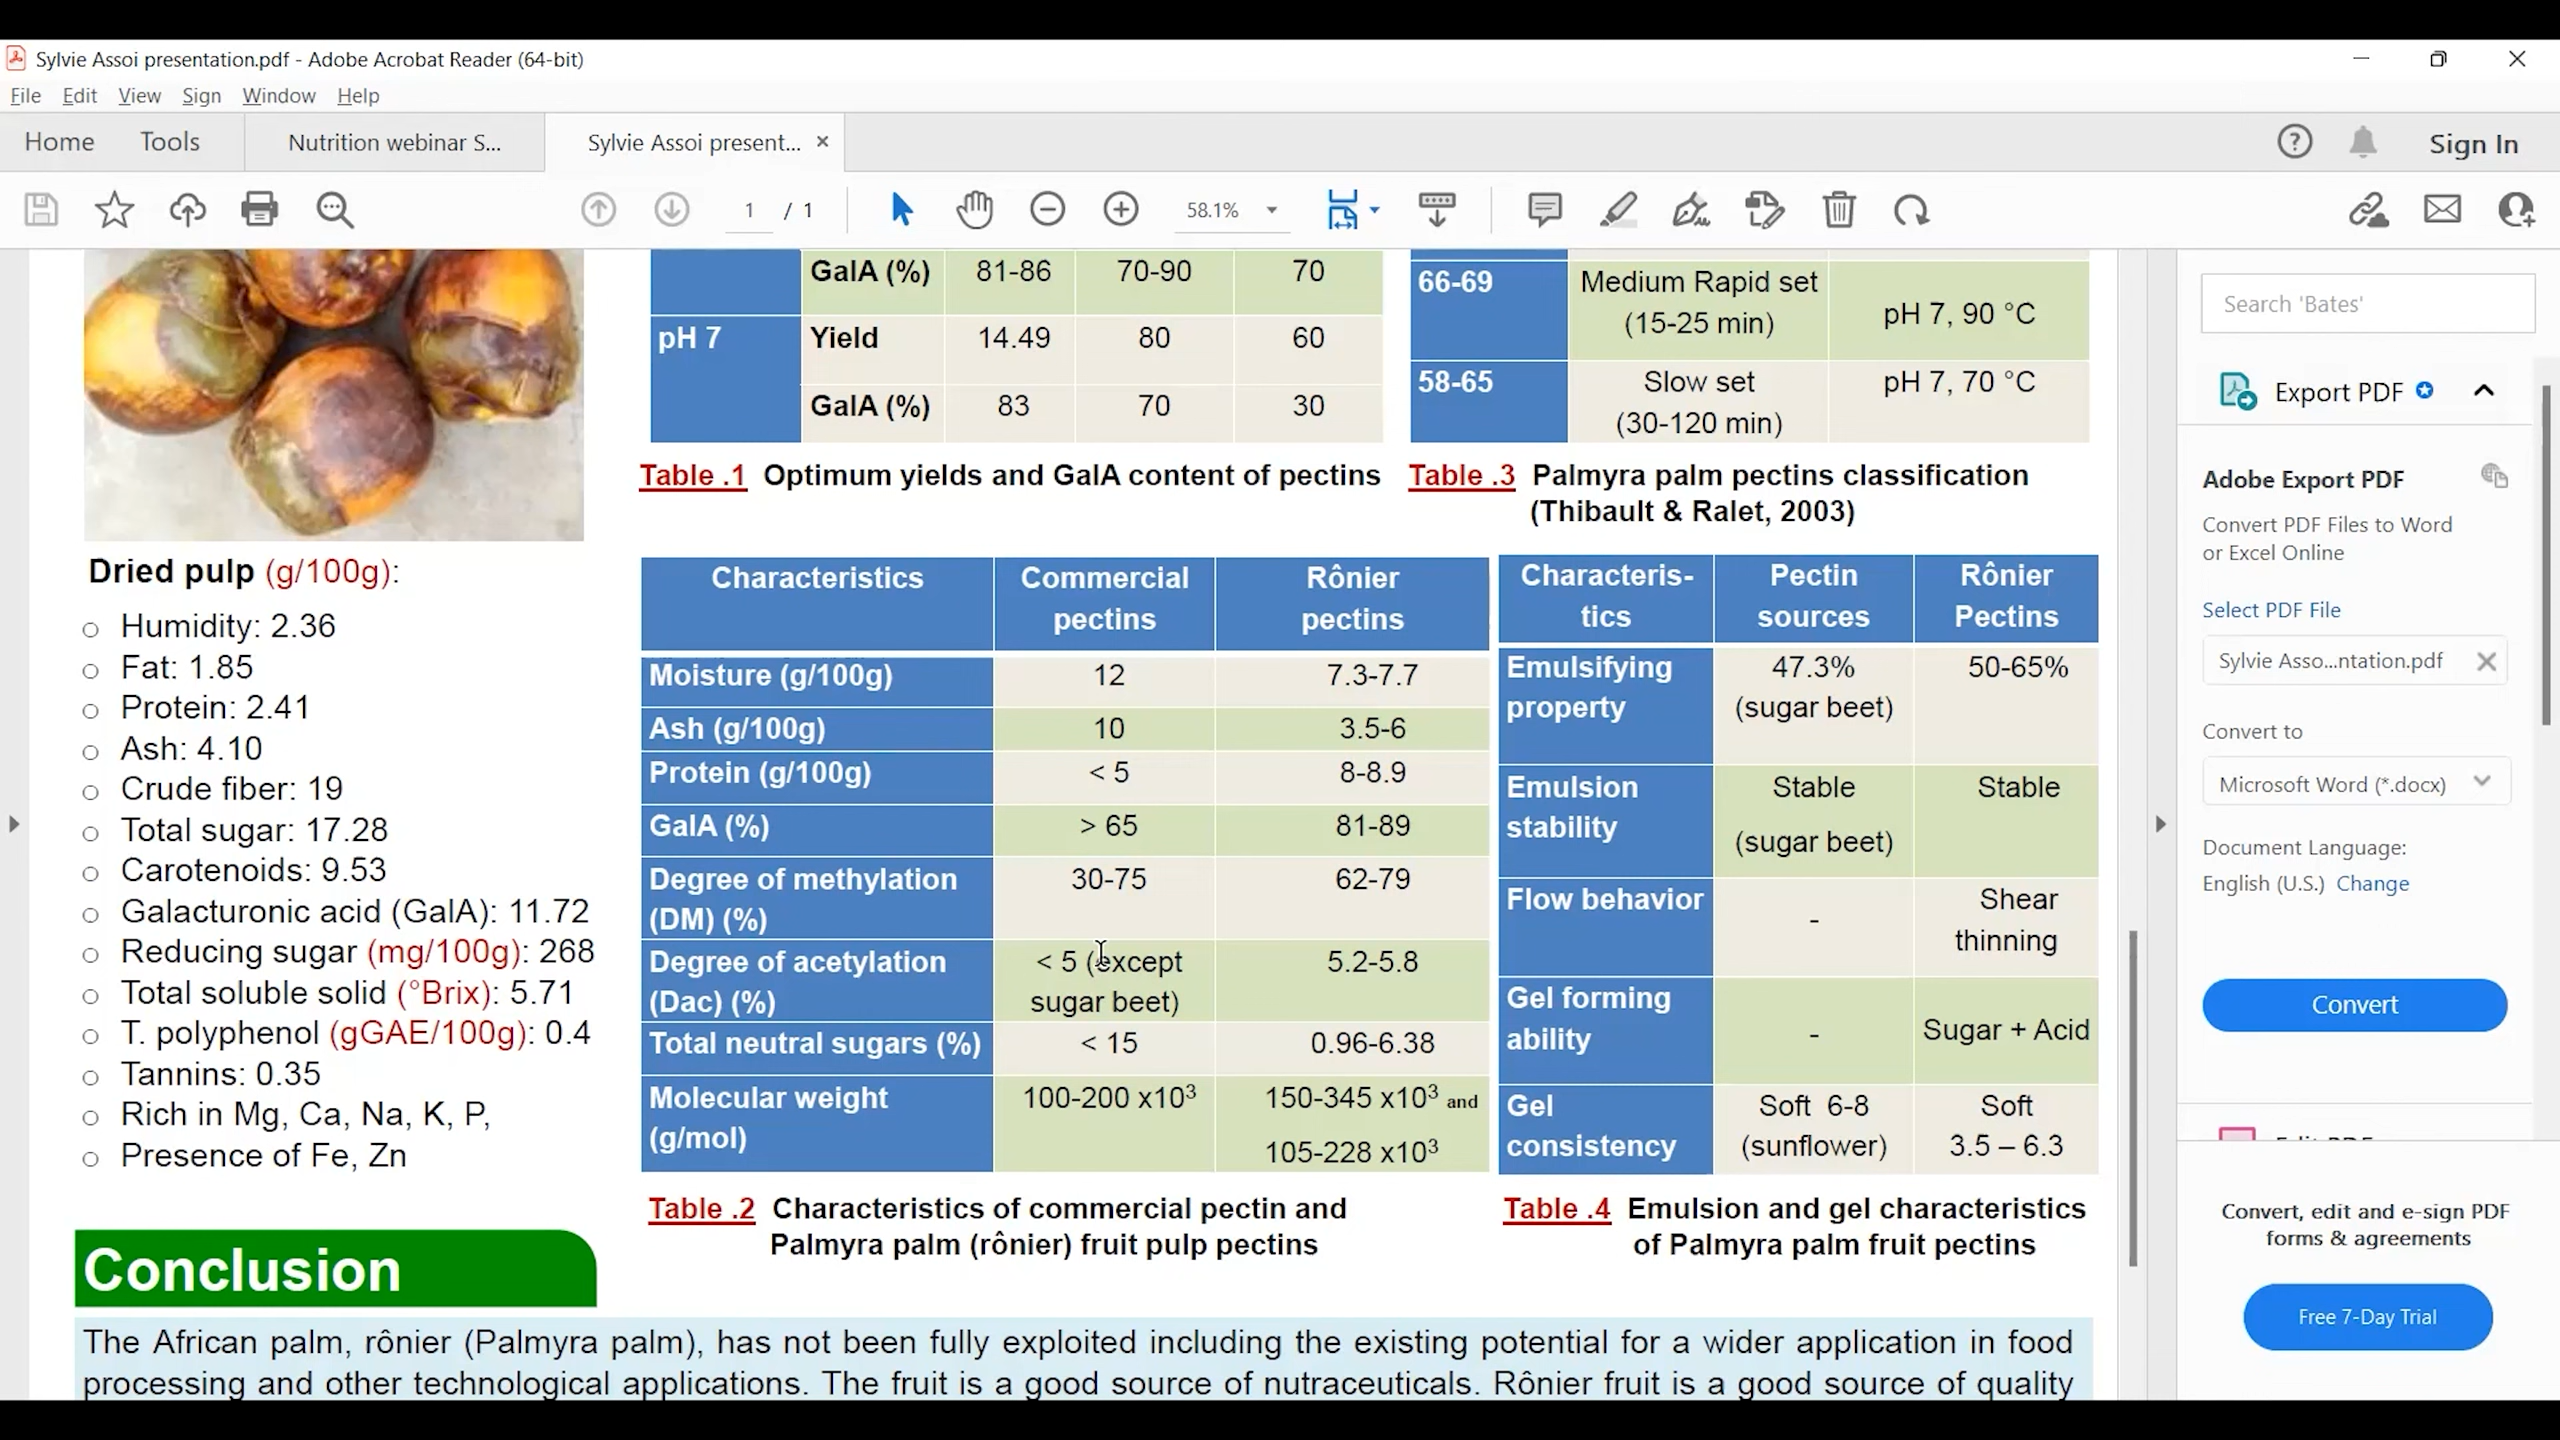 Sylvie Assoi presentation.pdf - Adobe Acrobat Reader (64-bit)
File Edit View Sign Window Help
Home Tools Nutrition webinar S... Sylvie Assoi present... ×
? Sign In
1 / 1 58.1%
GalA (%) 81-86 70-90 70
pH 7 Yield 14.49 80 60
GalA (%) 83 70 30
Table .1 Optimum yields and GalA content of pectins
66-69 Medium Rapid set pH 7, 90 °C
(15-25 min)
58-65 Slow set pH 7, 70 °C
(30-120 min)
Table .3 Palmyra palm pectins classification
(Thibault & Ralet, 2003)
Dried pulp (g/100g):
Humidity: 2.36
Fat: 1.85
Protein: 2.41
Ash: 4.10
Crude fiber: 19
Total sugar: 17.28
Carotenoids: 9.53
Galacturonic acid (GalA): 11.72
Reducing sugar (mg/100g): 268
Total soluble solid (°Brix): 5.71
T. polyphenol (gGAE/100g): 0.4
Tannins: 0.35
Rich in Mg, Ca, Na, K, P,
Presence of Fe, Zn
Characteristics Commercial Rônier
pectins pectins
Moisture (g/100g) 12 7.3-7.7
Ash (g/100g) 10 3.5-6
Protein (g/100g) < 5 8-8.9
GalA (%) > 65 81-89
Degree of methylation 30-75 62-79
(DM) (%)
Degree of acetylation < 5 (except 5.2-5.8
(Dac) (%) sugar beet)
Total neutral sugars (%) < 15 0.96-6.38
Molecular weight 100-200 x10³ 150-345 x10³ and
(g/mol) 105-228 x10³
Table .2 Characteristics of commercial pectin and
Palmyra palm (rônier) fruit pulp pectins
Characteris- Pectin Rônier
tics sources Pectins
Emulsifying 47.3% 50-65%
property (sugar beet)
Emulsion Stable Stable
stability (sugar beet)
Flow behavior - Shear
thinning
Gel forming - Sugar + Acid
ability
Gel Soft 6-8 Soft
consistency (sunflower) 3.5 – 6.3
Table .4 Emulsion and gel characteristics
of Palmyra palm fruit pectins
Conclusion
The African palm, rônier (Palmyra palm), has not been fully exploited including the existing potential for a wider application in food
processing and other technological applications. The fruit is a good source of nutraceuticals. Rônier fruit is a good source of quality
Search 'Bates'
Export PDF
Adobe Export PDF
Convert PDF Files to Word
or Excel Online
Select PDF File
Sylvie Asso...ntation.pdf
Convert to
Microsoft Word (*.docx)
Document Language:
English (U.S.) Change
Convert
Convert, edit and e-sign PDF
forms & agreements
Free 7-Day Trial